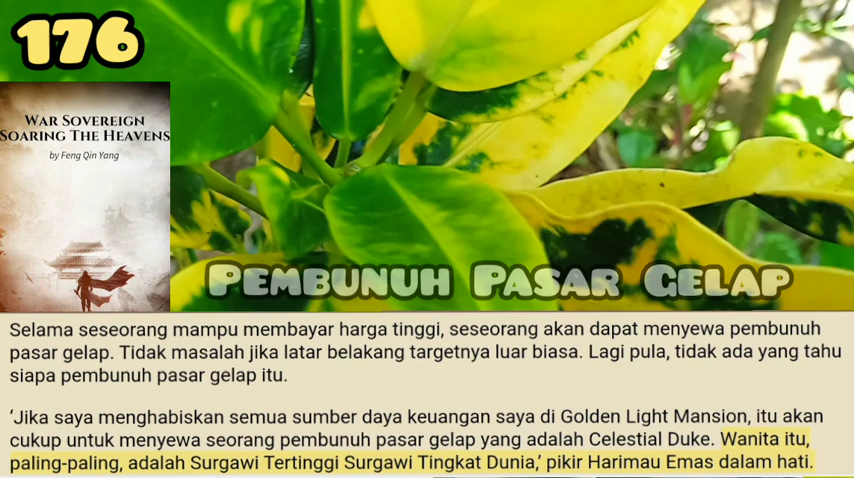 176
WAR SOVEREIGN
SOARING THE HEAVENS
by Feng Qin Yang
PEMBUNUH PASAR GELAP
Selama seseorang mampu membayar harga tinggi, seseorang akan dapat menyewa pembunuh
pasar gelap. Tidak masalah jika latar belakang targetnya luar biasa. Lagi pula, tidak ada yang tahu
siapa pembunuh pasar gelap itu.
‘Jika saya menghabiskan semua sumber daya keuangan saya di Golden Light Mansion, itu akan
cukup untuk menyewa seorang pembunuh pasar gelap yang adalah Celestial Duke. Wanita itu,
paling-paling, adalah Surgawi Tertinggi Surgawi Tingkat Dunia,’ pikir Harimau Emas dalam hati.